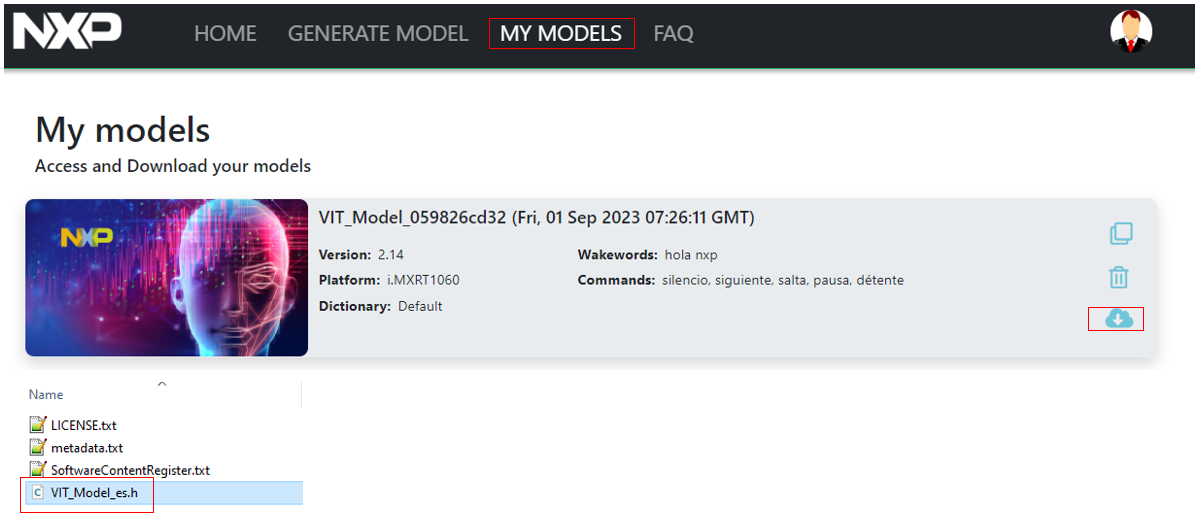 NXP HOME GENERATE MODEL MY MODELS FAQ
My models
Access and Download your models
NXP
VIT_Model_059826cd32 (Fri, 01 Sep 2023 07:26:11 GMT)
Version: 2.14 Wakewords: hola nxp
Platform: i.MXRT1060 Commands: silencio, siguiente, salta, pausa, détente
Dictionary: Default
Name
LICENSE.txt
metadata.txt
SoftwareContentRegister.txt
VIT_Model_es.h